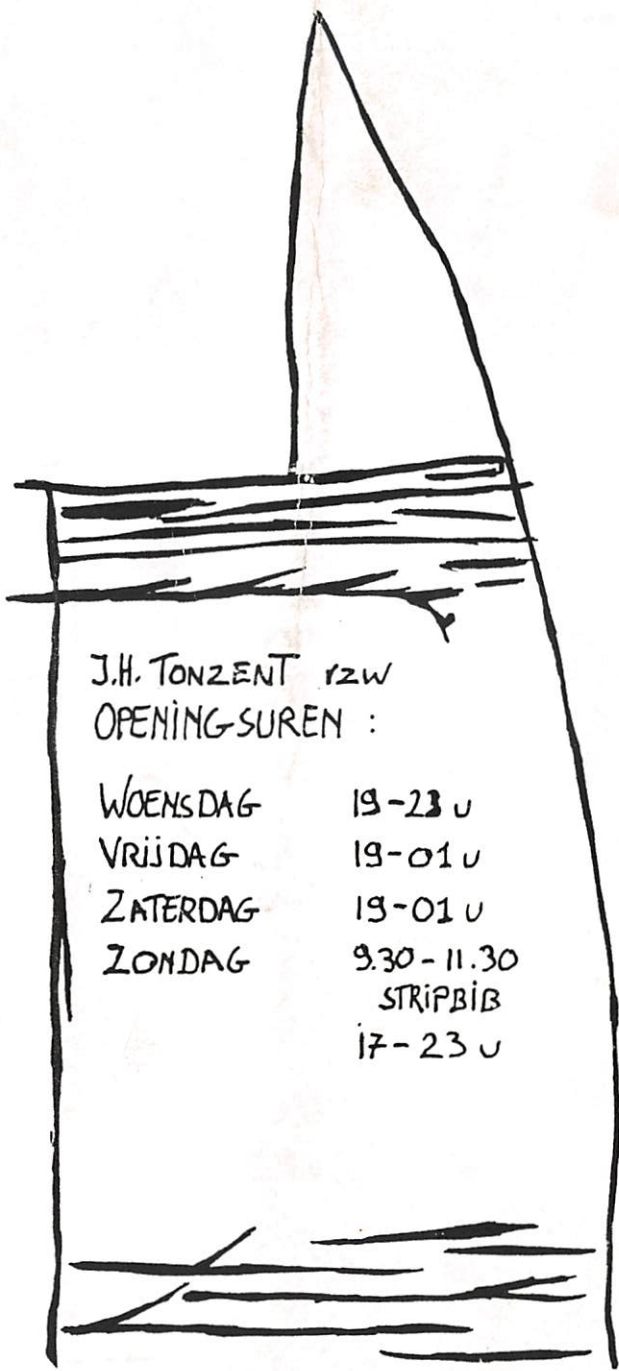 J.H. TONZENT VZW
OPENINGSUREN :
WOENSDAG 19-23 U
VRIJDAG 19-01 U
ZATERDAG 19-01 U
ZONDAG 9.30-11.30
STRIPBIB
17-23 U